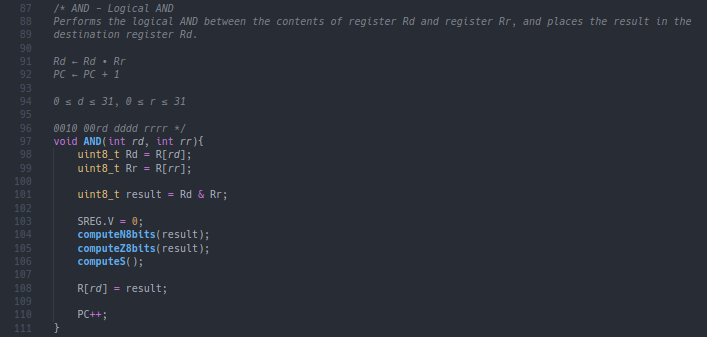 87 /* AND - Logical AND
88 Performs the logical AND between the contents of register Rd and register Rr, and places the result in the
89 destination register Rd.
90
91 Rd ← Rd • Rr
92 PC ← PC + 1
93
94 0 ≤ d ≤ 31, 0 ≤ r ≤ 31
95
96 0010 00rd dddd rrrr */
97 void AND(int rd, int rr){
98     uint8_t Rd = R[rd];
99     uint8_t Rr = R[rr];
100
101     uint8_t result = Rd & Rr;
102
103     SREG.V = 0;
104     computeN8bits(result);
105     computeZ8bits(result);
106     computeS();
107
108     R[rd] = result;
109
110     PC++;
111 }